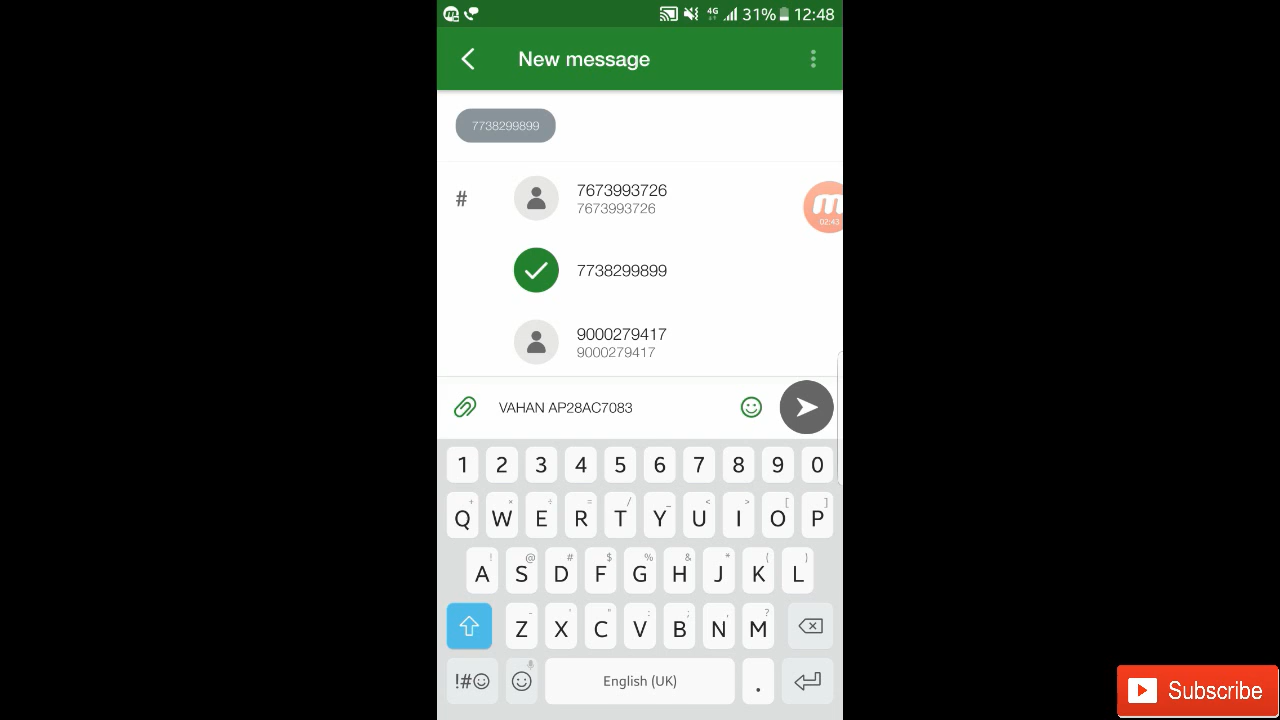 4G 31% 12:48
New message
7738299899
# 7673993726
7673993726
02:43
7738299899
9000279417
9000279417
VAHAN AP28AC7083
1 2 3 4 5 6 7 8 9 0
+ × ÷ = / _ < > [ ]
Q W E R T Y U I O P
! @ # $ % & * ( )
A S D F G H J K L
- ' " : ; , ?
Z X C V B N M
!#☺ English (UK) .
Subscribe